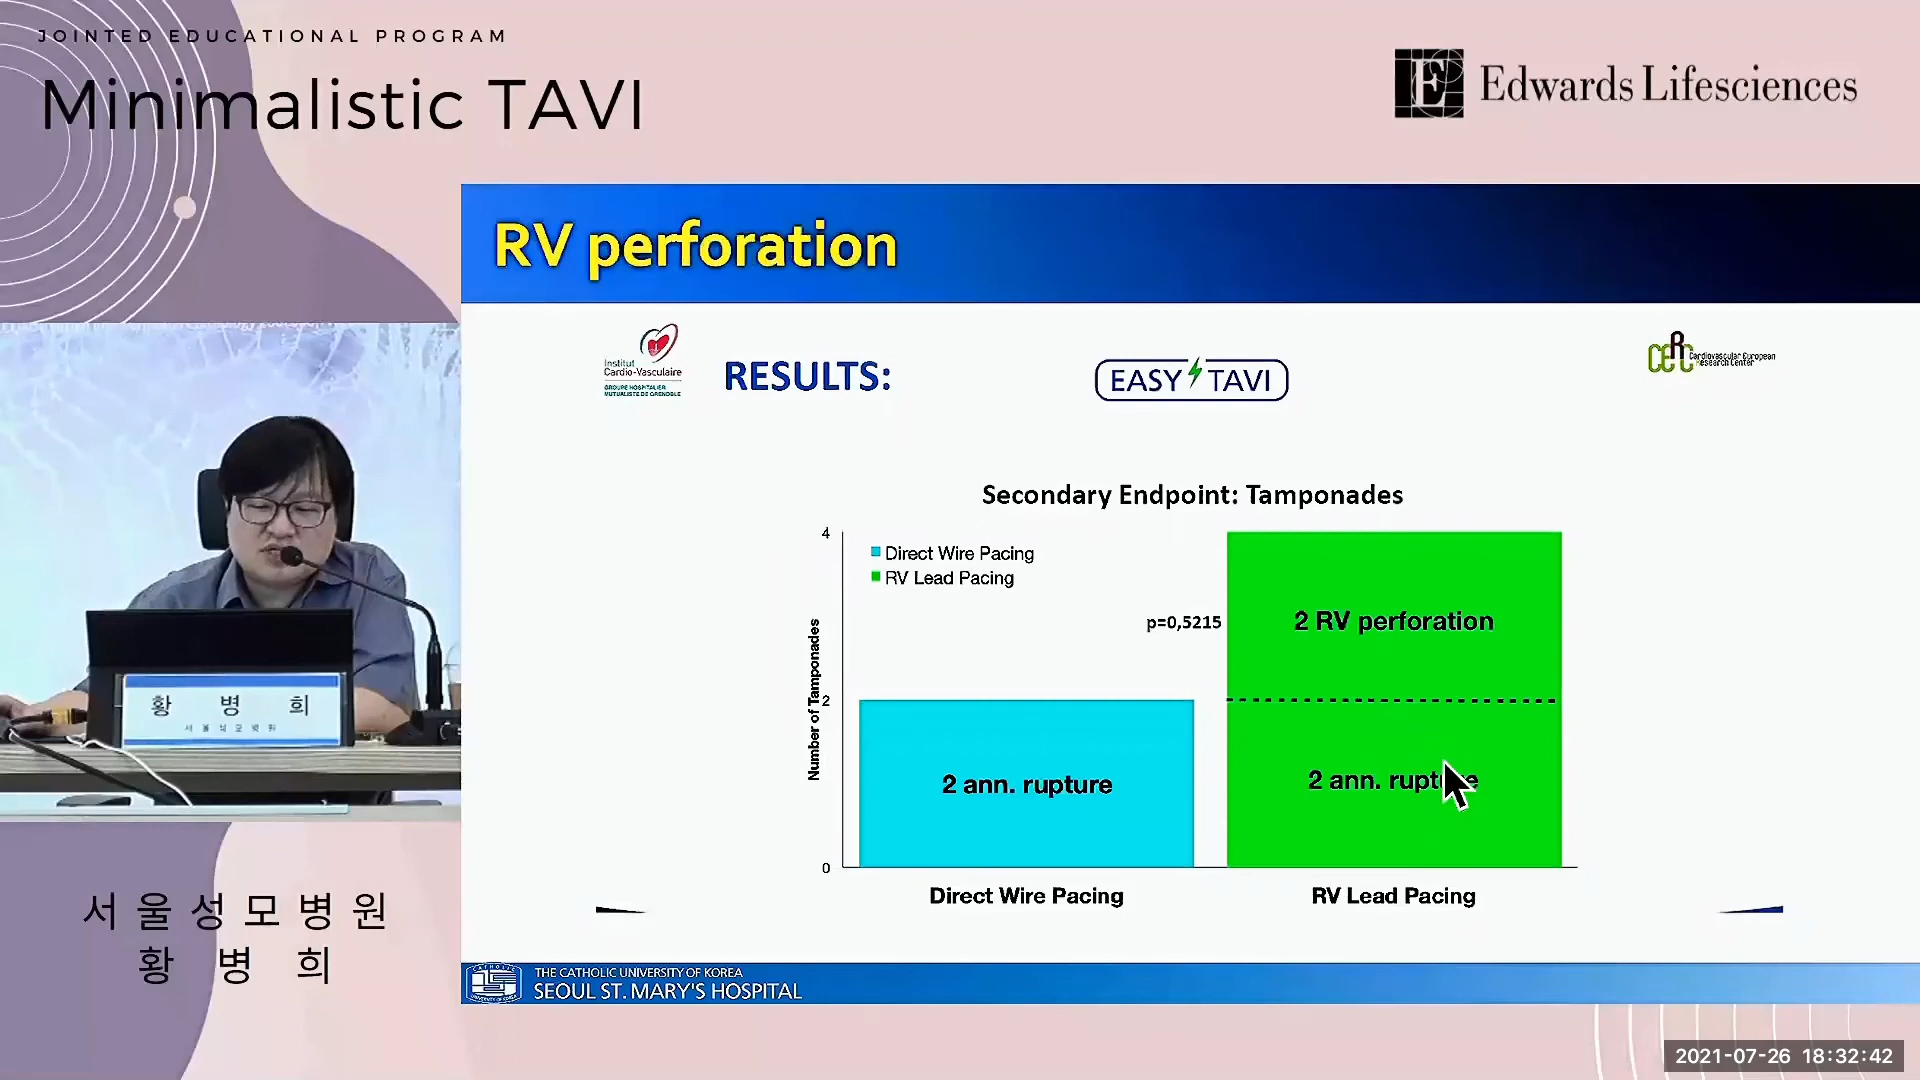 JOINTED EDUCATIONAL PROGRAM
Minimalistic TAVI
Edwards Lifesciences
RV perforation
Institut
Cardio-Vasculaire
GROUPE HOSPITALIER
MUTUALISTE DE GRENOBLE
RESULTS:
EASY TAVI
CERC Cardiovascular European
Research Center
Secondary Endpoint: Tamponades
4
2
0
Number of Tamponades
Direct Wire Pacing
RV Lead Pacing
p=0,5215
2 RV perforation
2 ann. rupture
2 ann. rupture
Direct Wire Pacing
RV Lead Pacing
황 병 희
서 울 성 모 병 원
서 울 성 모 병 원
황 병 희
THE CATHOLIC UNIVERSITY OF KOREA
SEOUL ST. MARY'S HOSPITAL
2021-07-26 18:32:42